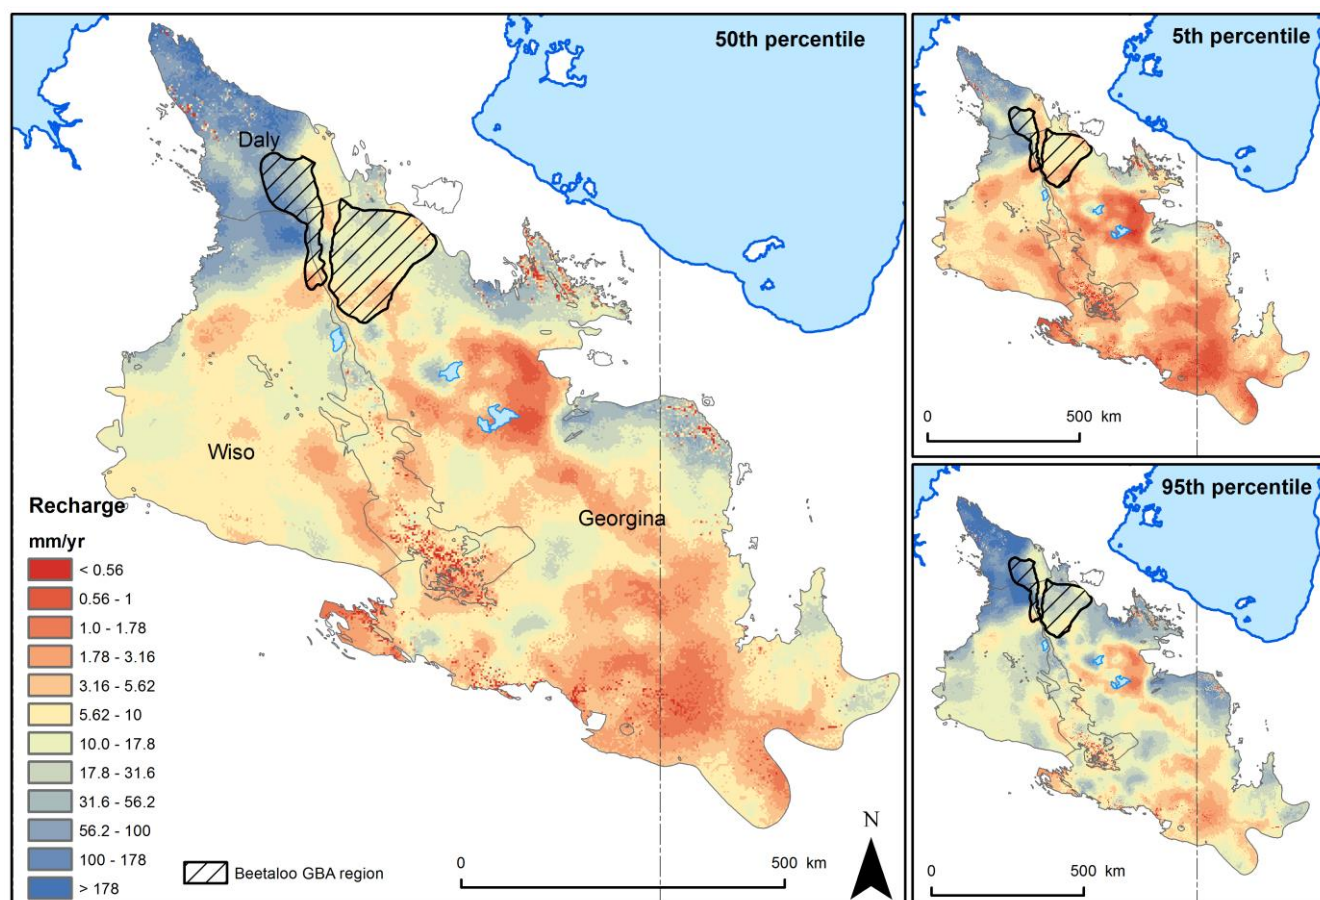 50th percentile
Daly
Wiso
Georgina
Recharge
mm/yr
< 0.56
0.56 - 1
1.0 - 1.78
1.78 - 3.16
3.16 - 5.62
5.62 - 10
10.0 - 17.8
17.8 - 31.6
31.6 - 56.2
56.2 - 100
100 - 178
> 178
Beetaloo GBA region
0 500 km
N
5th percentile
0 500 km
95th percentile
0 500 km